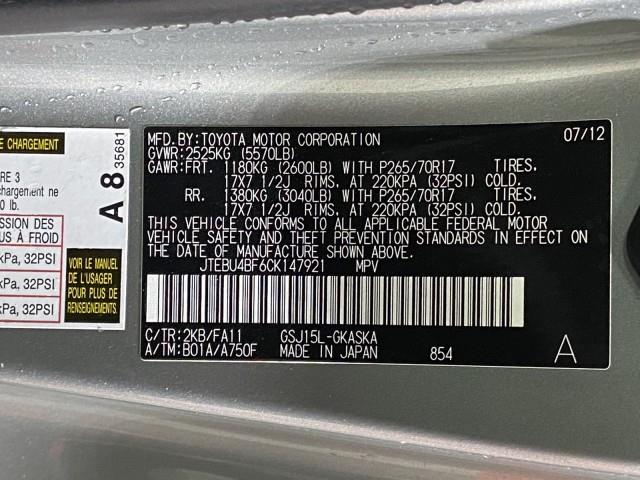 E CHARGEMENT
RE 3
chargement ne
0 lb.
SSION DES
US À FROID
kPa, 32PSI
kPa, 32PSI
kPa, 32PSI
A 8 35681
VOIR LE MANUEL
DE L'USAGER
POUR PLUS DE
RENSEIGNEMENTS
MFD.BY:TOYOTA MOTOR CORPORATION 07/12
GVWR:2525KG (5570LB)
GAWR:FRT. 1180KG (2600LB) WITH P265/70R17 TIRES,
17X7 1/2J RIMS, AT 220KPA (32PSI) COLD.
RR. 1380KG (3040LB) WITH P265/70R17 TIRES,
17X7 1/2J RIMS, AT 220KPA (32PSI) COLD.
THIS VEHICLE CONFORMS TO ALL APPLICABLE FEDERAL MOTOR
VEHICLE SAFETY AND THEFT PREVENTION STANDARDS IN EFFECT ON
THE DATE OF MANUFACTURE SHOWN ABOVE.
JTEBU4BF6CK147921 MPV
C/TR:2KB/FA11 GSJ15L-GKASKA
A/TM:B01A/A750F MADE IN JAPAN 854 A